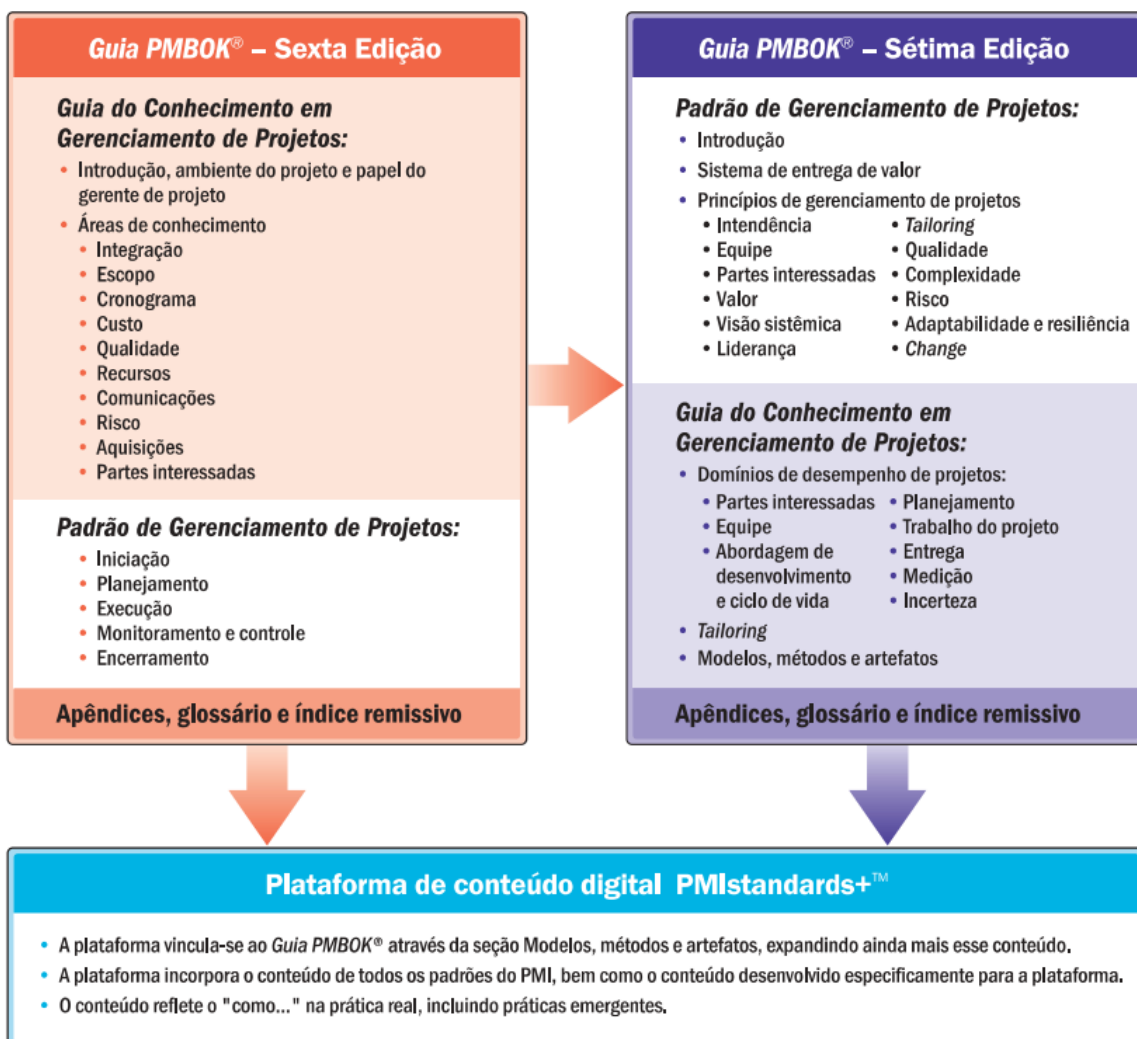 Guia PMBOK® – Sexta Edição
Guia do Conhecimento em
Gerenciamento de Projetos:
• Introdução, ambiente do projeto e papel do
gerente de projeto
• Áreas de conhecimento
• Integração
• Escopo
• Cronograma
• Custo
• Qualidade
• Recursos
• Comunicações
• Risco
• Aquisições
• Partes interessadas
Padrão de Gerenciamento de Projetos:
• Iniciação
• Planejamento
• Execução
• Monitoramento e controle
• Encerramento
Apêndices, glossário e índice remissivo
Guia PMBOK® – Sétima Edição
Padrão de Gerenciamento de Projetos:
• Introdução
• Sistema de entrega de valor
• Princípios de gerenciamento de projetos
• Intendência
• Equipe
• Partes interessadas
• Valor
• Visão sistêmica
• Liderança
• Tailoring
• Qualidade
• Complexidade
• Risco
• Adaptabilidade e resiliência
• Change
Guia do Conhecimento em
Gerenciamento de Projetos:
• Domínios de desempenho de projetos:
• Partes interessadas
• Equipe
• Abordagem de
desenvolvimento
e ciclo de vida
• Planejamento
• Trabalho do projeto
• Entrega
• Medição
• Incerteza
• Tailoring
• Modelos, métodos e artefatos
Apêndices, glossário e índice remissivo
Plataforma de conteúdo digital PMIstandards+™
• A plataforma vincula-se ao Guia PMBOK® através da seção Modelos, métodos e artefatos, expandindo ainda mais esse conteúdo.
• A plataforma incorpora o conteúdo de todos os padrões do PMI, bem como o conteúdo desenvolvido especificamente para a plataforma.
• O conteúdo reflete o "como..." na prática real, incluindo práticas emergentes.